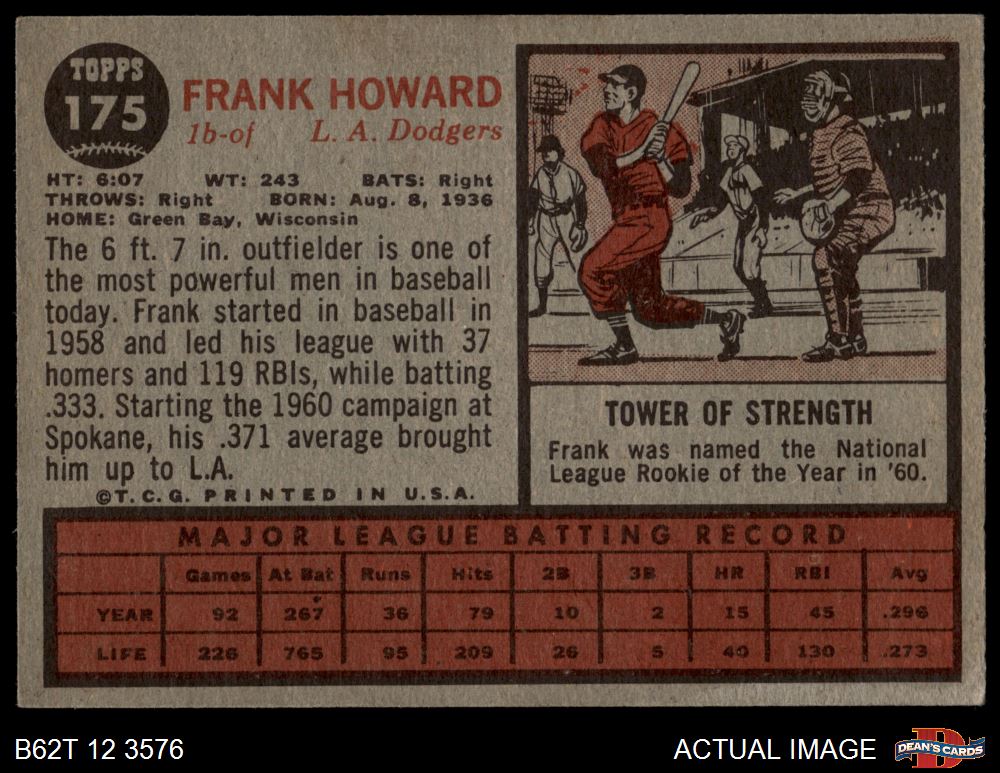 TOPPS
175
FRANK HOWARD
1b-of L. A. Dodgers
HT: 6:07 WT: 243 BATS: Right
THROWS: Right BORN: Aug. 8, 1936
HOME: Green Bay, Wisconsin
The 6 ft. 7 in. outfielder is one of
the most powerful men in baseball
today. Frank started in baseball in
1958 and led his league with 37
homers and 119 RBIs, while batting
.333. Starting the 1960 campaign at
Spokane, his .371 average brought
him up to L.A.
©T.C.G. PRINTED IN U.S.A.
TOWER OF STRENGTH
Frank was named the National
League Rookie of the Year in '60.
MAJOR LEAGUE BATTING RECORD
Games At Bat Runs Hits 2B 3B HR RBI Avg
YEAR 92 267 36 79 10 2 15 45 .296
LIFE 226 765 95 209 26 5 40 130 .273
B62T 12 3576
ACTUAL IMAGE
D
DEAN'S CARDS